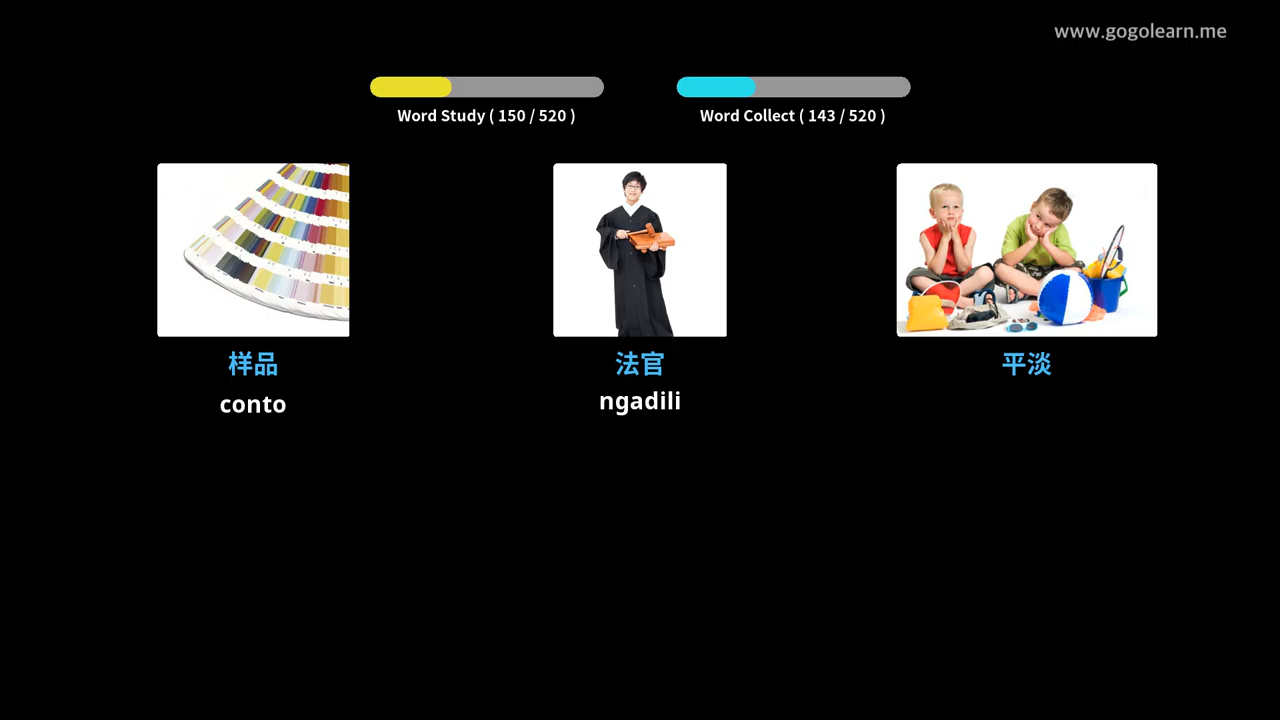 www.gogolearn.me
Word Study ( 150 / 520 )
Word Collect ( 143 / 520 )
样品
法官
平淡
conto
ngadili